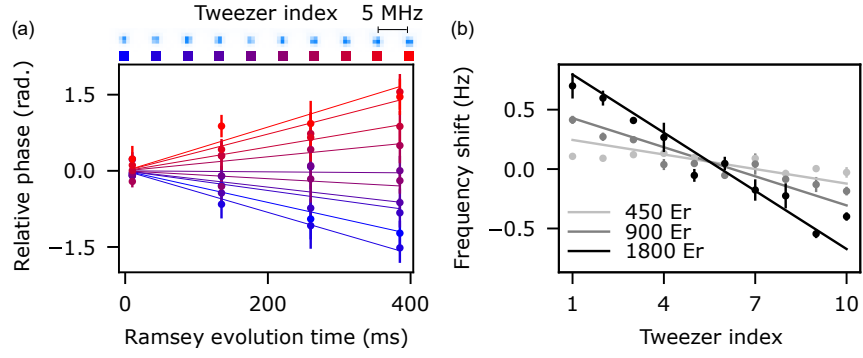 (a)
Tweezer index
5 MHz
Relative phase (rad.)
1.5
0.0
−1.5
0
200
400
Ramsey evolution time (ms)
(b)
Frequency shift (Hz)
0.5
0.0
−0.5
450 Er
900 Er
1800 Er
1
4
7
10
Tweezer index